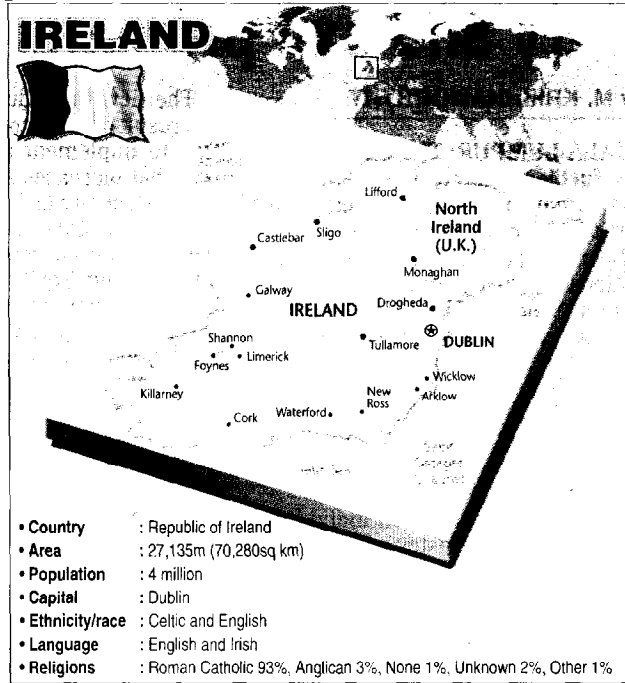 IRELAND
Lifford
North
Ireland
(U.K.)
Sligo
Castlebar
Monaghan
Galway
Drogheda
IRELAND
Shannon
Tullamore
DUBLIN
Foynes
Limerick
Wicklow
Killarney
New
Ross
Arklow
Waterford
Cork
• Country : Republic of Ireland
• Area : 27,135m (70,280sq km)
• Population : 4 million
• Capital : Dublin
• Ethnicity/race : Celtic and English
• Language : English and Irish
• Religions : Roman Catholic 93%, Anglican 3%, None 1%, Unknown 2%, Other 1%